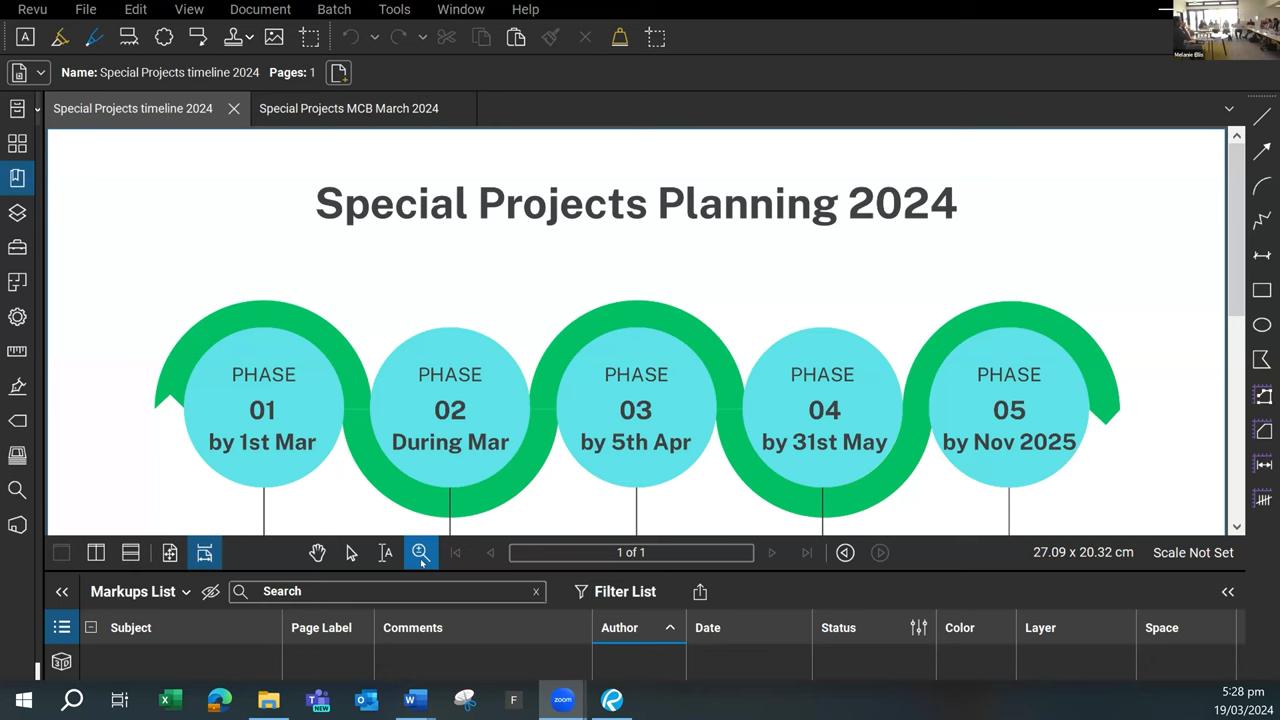 Revu File Edit View Document Batch Tools Window Help
Melanie Ellis
Name: Special Projects timeline 2024 Pages: 1
Special Projects timeline 2024 Special Projects MCB March 2024
Special Projects Planning 2024
PHASE
01
by 1st Mar
PHASE
02
During Mar
PHASE
03
by 5th Apr
PHASE
04
by 31st May
PHASE
05
by Nov 2025
1 of 1
27.09 x 20.32 cm Scale Not Set
Markups List Search Filter List
Subject Page Label Comments Author Date Status Color Layer Space
5:28 pm
19/03/2024
zoom
NEW